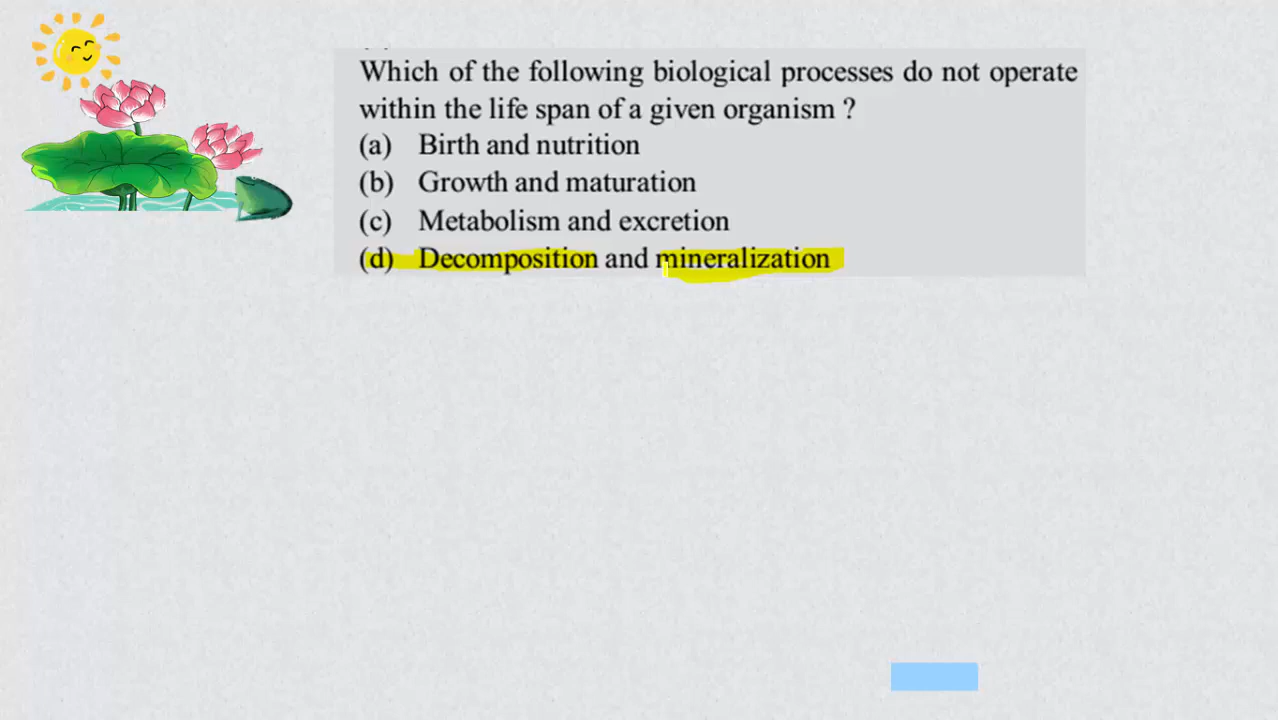 Which of the following biological processes do not operate
within the life span of a given organism ?
(a) Birth and nutrition
(b) Growth and maturation
(c) Metabolism and excretion
(d) Decomposition and mineralization